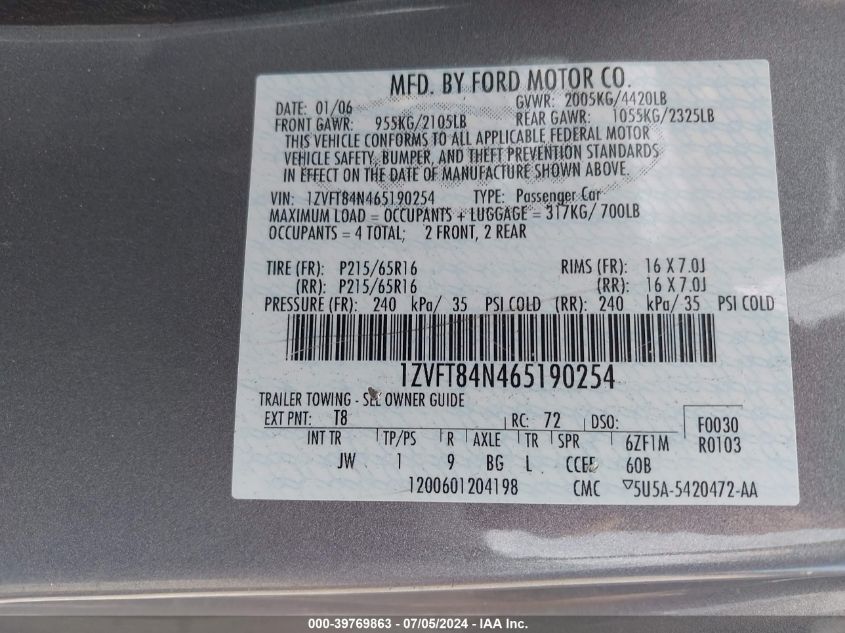 MFD. BY FORD MOTOR CO.
DATE: 01/06 GVWR: 2005KG/4420LB
FRONT GAWR: 955KG/2105LB REAR GAWR: 1055KG/2325LB
THIS VEHICLE CONFORMS TO ALL APPLICABLE FEDERAL MOTOR
VEHICLE SAFETY, BUMPER, AND THEFT PREVENTION STANDARDS
IN EFFECT ON THE DATE OF MANUFACTURE SHOWN ABOVE.
VIN: 1ZVFT84N465190254 TYPE: Passenger Car
MAXIMUM LOAD = OCCUPANTS + LUGGAGE = 317KG/ 700LB
OCCUPANTS = 4 TOTAL; 2 FRONT, 2 REAR
TIRE (FR): P215/65R16 RIMS (FR): 16 X 7.0J
(RR): P215/65R16 (RR): 16 X 7.0J
PRESSURE (FR): 240 kPa/ 35 PSI COLD (RR): 240 kPa/ 35 PSI COLD
1ZVFT84N465190254
TRAILER TOWING - SEE OWNER GUIDE
EXT PNT: T8 RC: 72 DSO: F0030
INT TR TP/PS R AXLE TR SPR 6ZF1M R0103
JW 1 9 BG L 60B
1200601204198 CMC 5U5A-5420472-AA
000-39769863 - 07/05/2024 - IAA Inc.